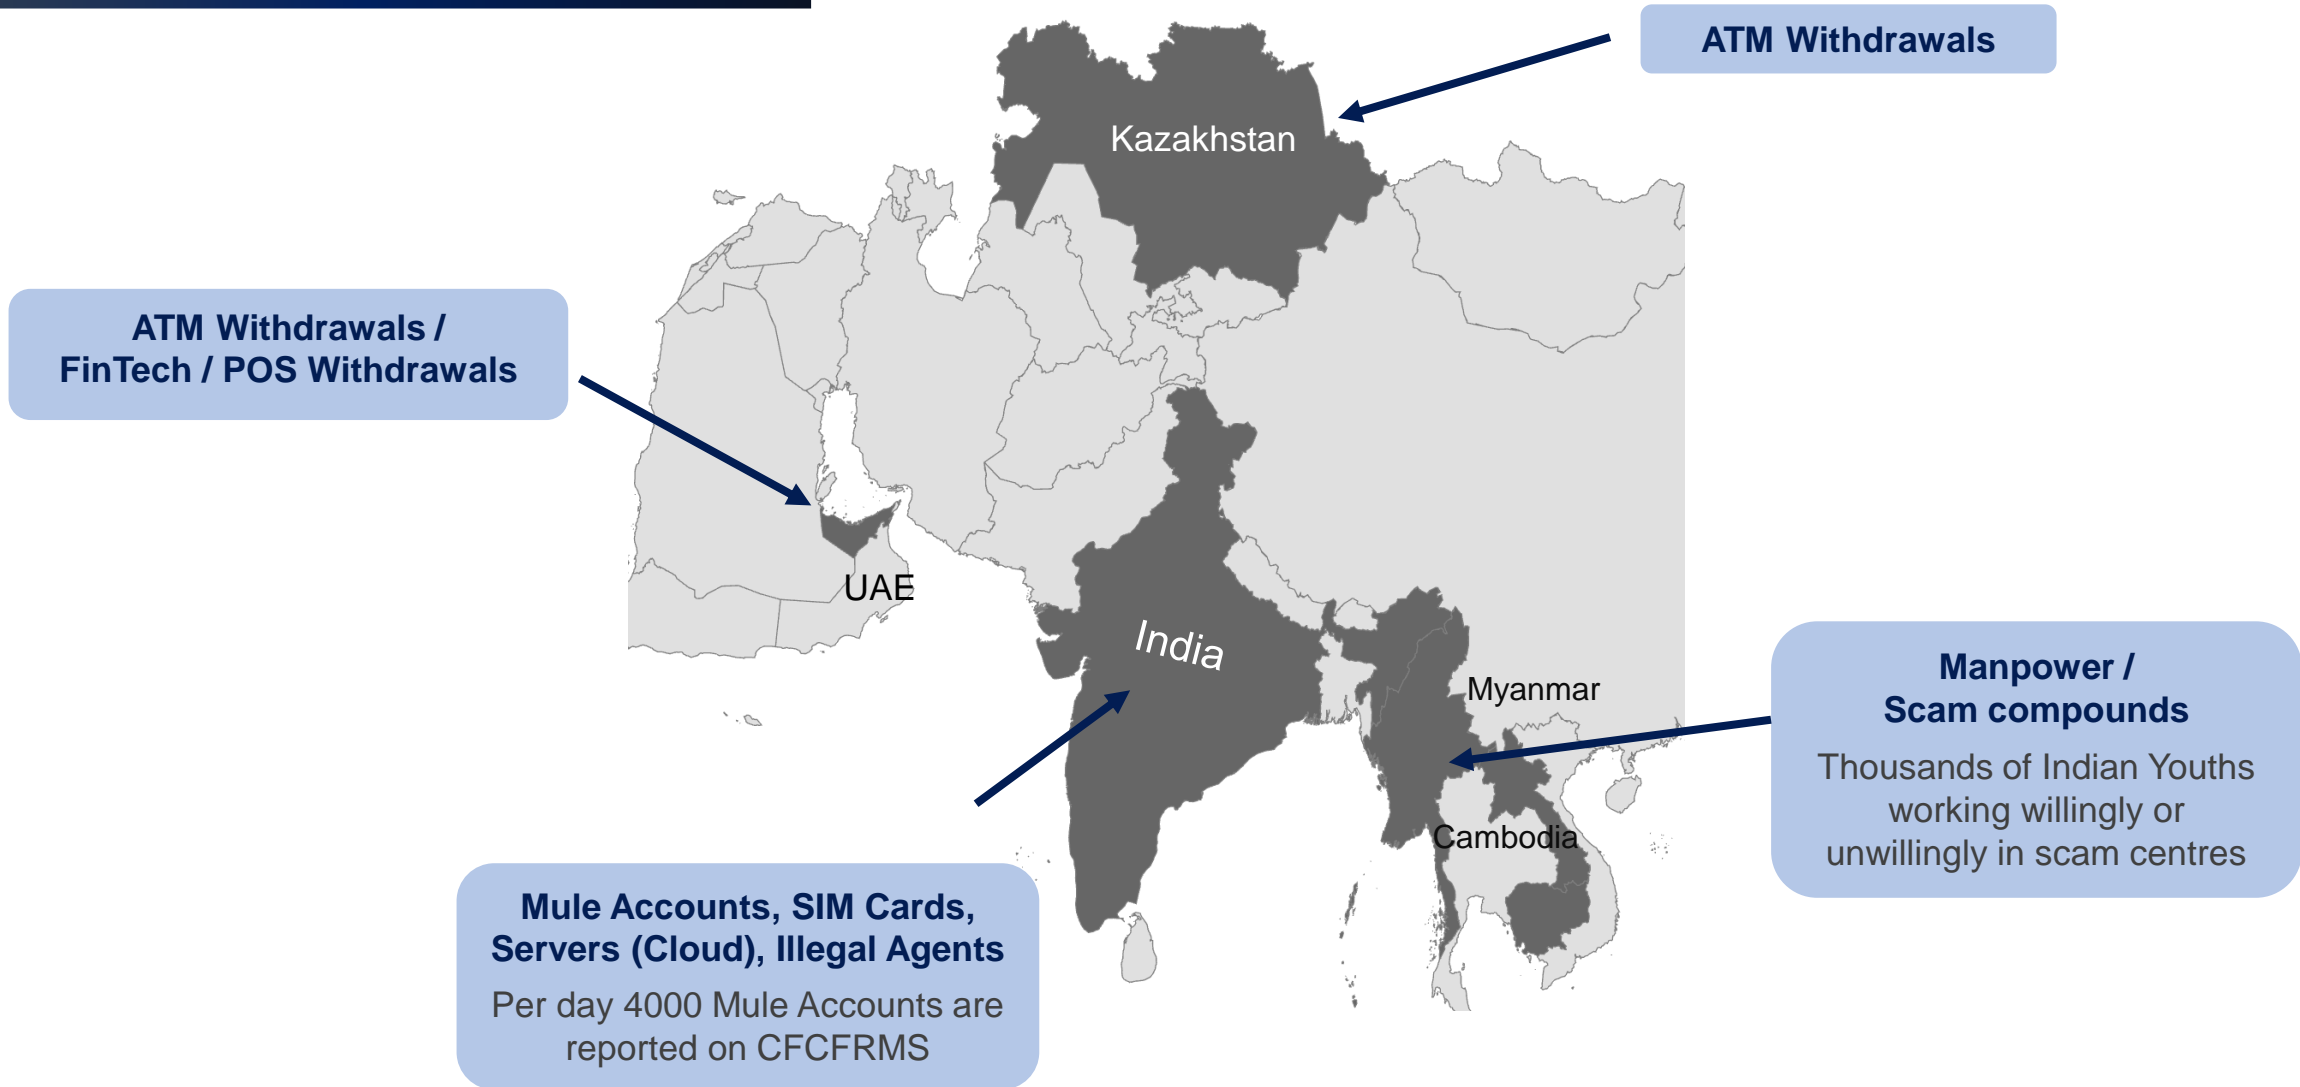 ATM Withdrawals
Kazakhstan
ATM Withdrawals /
FinTech / POS Withdrawals
UAE
India
Myanmar
Cambodia
Manpower /
Scam compounds
Thousands of Indian Youths
working willingly or
unwillingly in scam centres
Mule Accounts, SIM Cards,
Servers (Cloud), Illegal Agents
Per day 4000 Mule Accounts are
reported on CFCFRMS